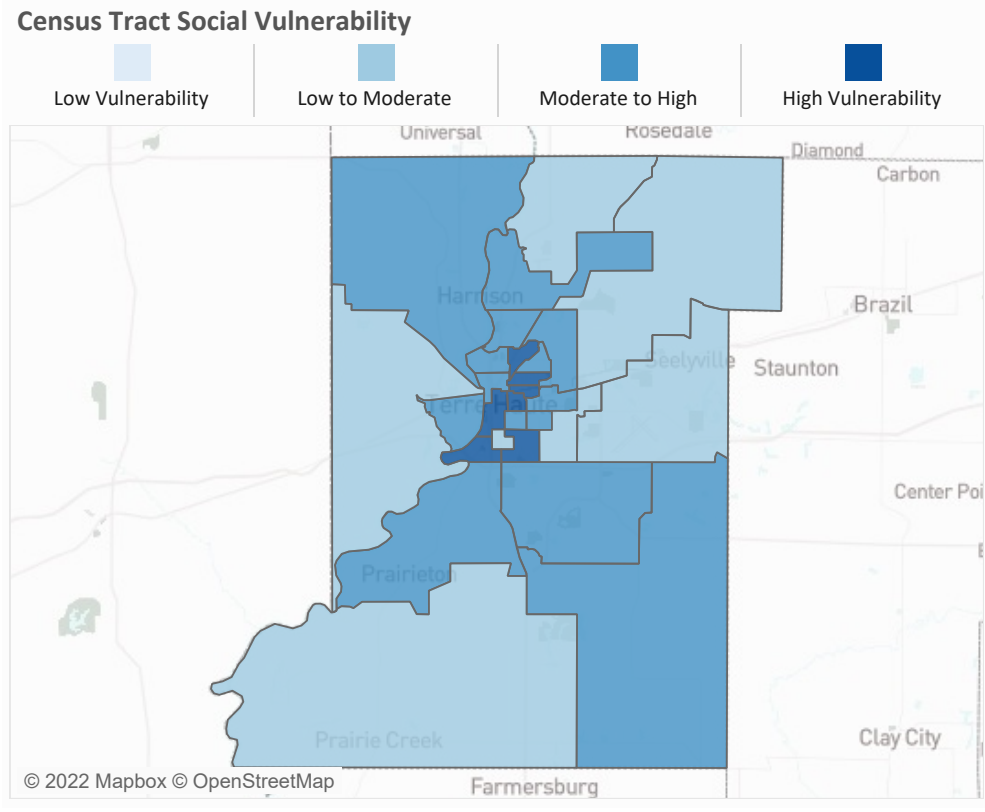 Census Tract Social Vulnerability
Low Vulnerability
Low to Moderate
Moderate to High
High Vulnerability
Universal
Rosedale
Diamond
Carbon
Harrison
Brazil
Seelyville
Staunton
Terre Haute
Center Poi
Prairieton
Prairie Creek
Clay City
© 2022 Mapbox © OpenStreetMap
Farmersburg